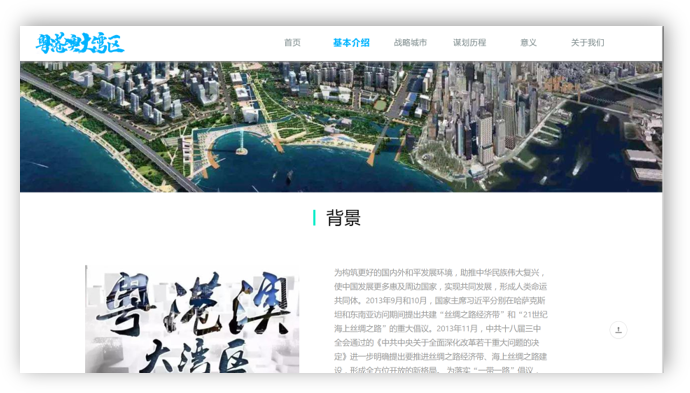 粤港澳大湾区
首页 基本介绍 战略城市 谋划历程 意义 关于我们
背景
粤港澳
大湾区
为构筑更好的国内外和平发展环境，助推中华民族伟大复兴，
使中国发展更多惠及周边国家，实现共同发展，形成人类命运
共同体。2013年9月和10月，国家主席习近平分别在哈萨克斯
坦和东南亚访问期间提出共建“丝绸之路经济带”和“21世纪
海上丝绸之路”的重大倡议。2013年11月，中共十八届三中
全会通过的《中共中央关于全面深化改革若干重大问题的决
定》进一步明确提出要推进丝绸之路经济带、海上丝绸之路建
设，形成全方位开放的新格局。 为落实“一带一路”倡议，